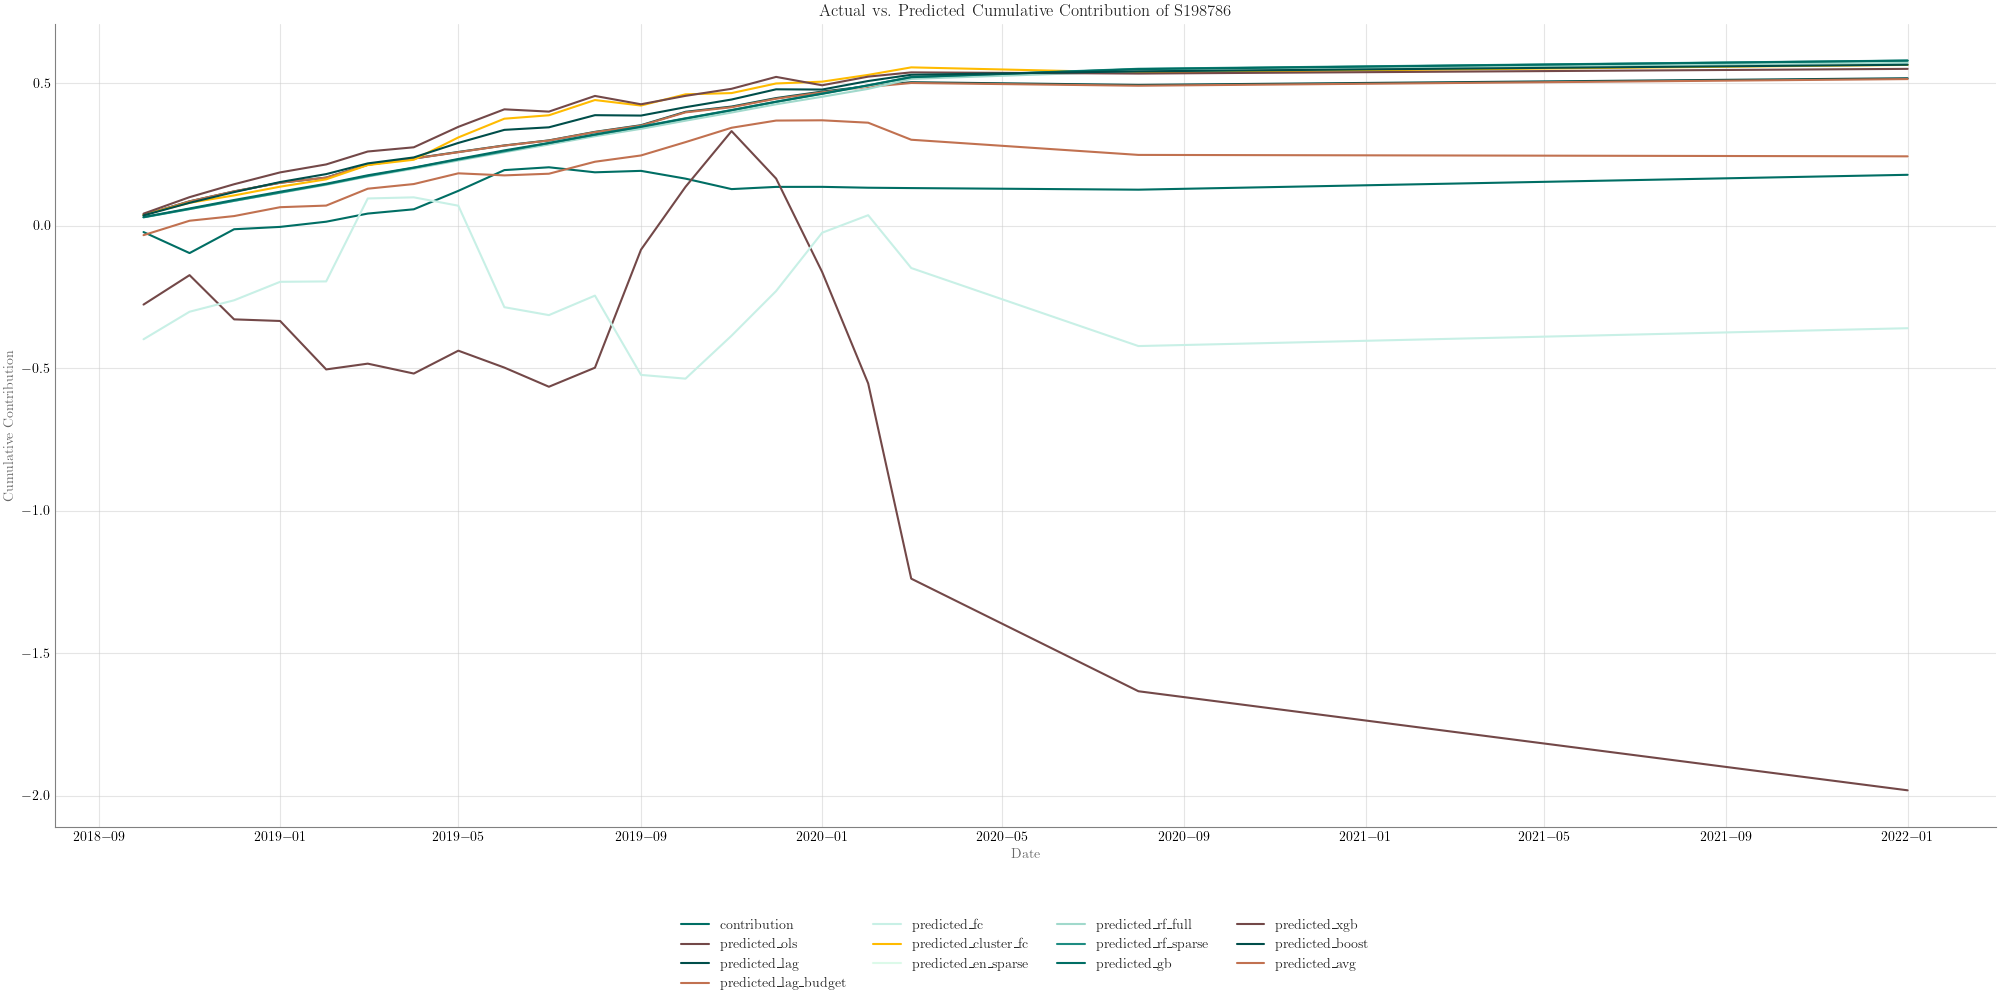 Actual vs. Predicted Cumulative Contribution of S198786
Cumulative Contribution
0.5
0.0
−0.5
−1.0
−1.5
−2.0
2018−09 2019−01 2019−05 2019−09 2020−01 2020−05 2020−09 2021−01 2021−05 2021−09 2022−01
Date
contribution predicted_fc predicted_rf_full predicted_xgb
predicted_ols predicted_cluster_fc predicted_rf_sparse predicted_boost
predicted_lag predicted_en_sparse predicted_gb predicted_avg
predicted_lag_budget